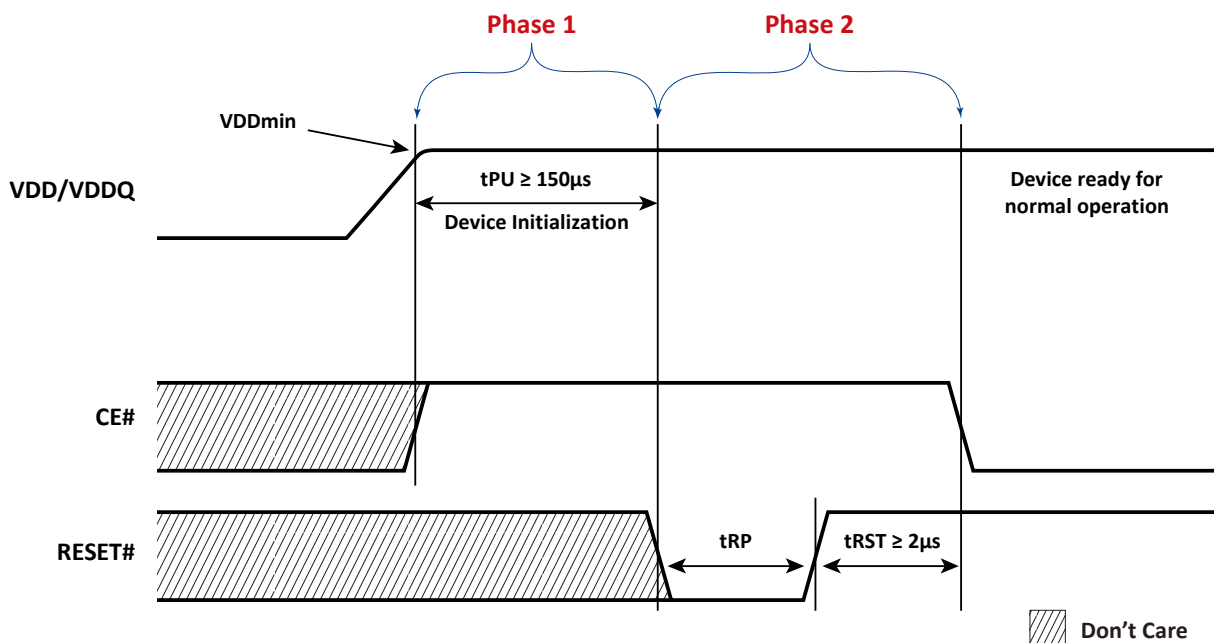 Phase 1
Phase 2
VDDmin
VDD/VDDQ
tPU ≥ 150µs
Device Initialization
Device ready for
normal operation
CE#
RESET#
tRP
tRST ≥ 2µs
Don't Care